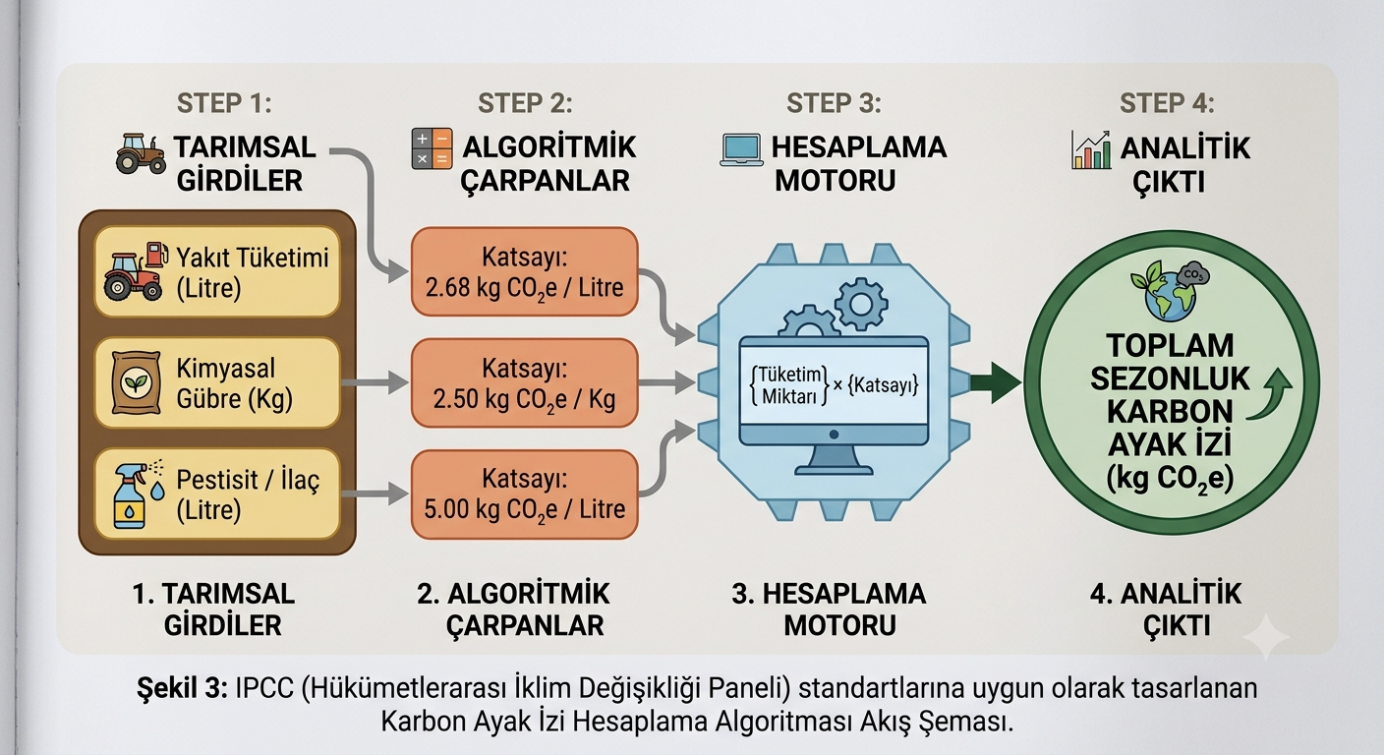 STEP 1:
TARIMSAL
GİRDİLER
Yakıt Tüketimi
(Litre)
Kimyasal
Gübre (Kg)
Pestisit / İlaç
(Litre)
1. TARIMSAL
GİRDİLER
STEP 2:
+ − × =
ALGORİTMİK
ÇARPANLAR
Katsayı:
2.68 kg CO₂e / Litre
Katsayı:
2.50 kg CO₂e / Kg
Katsayı:
5.00 kg CO₂e / Litre
2. ALGORİTMİK
ÇARPANLAR
STEP 3:
HESAPLAMA
MOTORU
{Tüketim
Miktarı} × {Katsayı}
3. HESAPLAMA
MOTORU
STEP 4:
ANALİTİK
ÇIKTI
TOPLAM
SEZONLUK
KARBON
AYAK İZİ
(kg CO₂e)
4. ANALİTİK
ÇIKTI
Şekil 3: IPCC (Hükümetlerarası İklim Değişikliği Paneli) standartlarına uygun olarak tasarlanan
Karbon Ayak İzi Hesaplama Algoritması Akış Şeması.